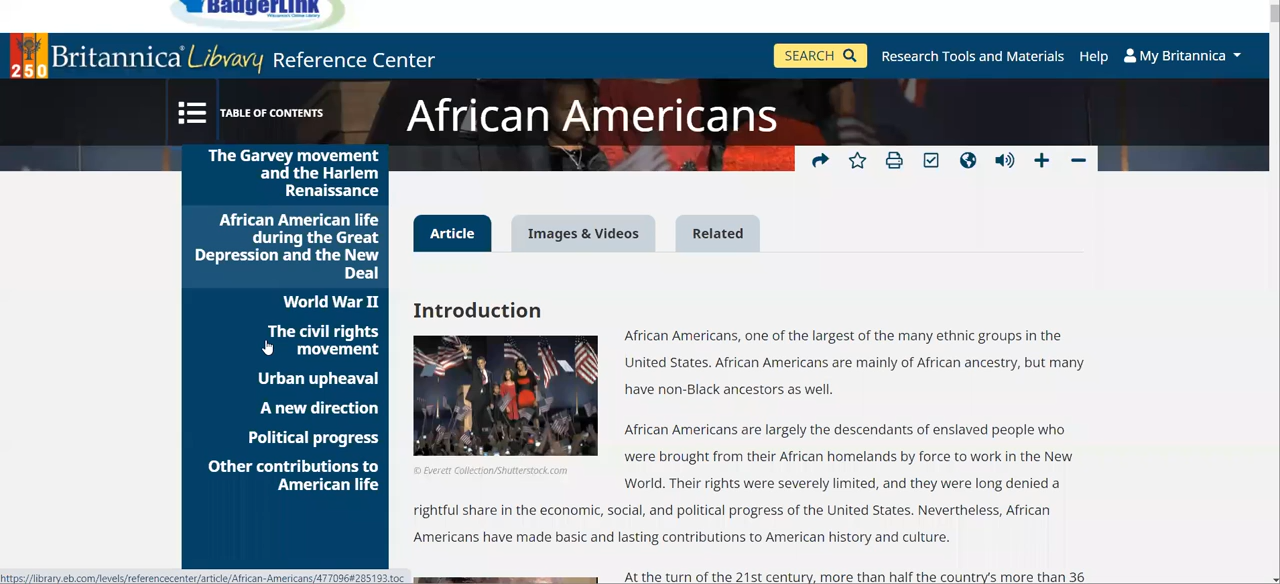 BadgerLink
250
Britannica® Library Reference Center
SEARCH
Research Tools and Materials
Help
My Britannica
TABLE OF CONTENTS
African Americans
The Garvey movement
and the Harlem
Renaissance
African American life
during the Great
Depression and the New
Deal
World War II
The civil rights
movement
Urban upheaval
A new direction
Political progress
Other contributions to
American life
Article
Images & Videos
Related
Introduction
African Americans, one of the largest of the many ethnic groups in the
United States. African Americans are mainly of African ancestry, but many
have non-Black ancestors as well.
African Americans are largely the descendants of enslaved people who
were brought from their African homelands by force to work in the New
World. Their rights were severely limited, and they were long denied a
rightful share in the economic, social, and political progress of the United States. Nevertheless, African
Americans have made basic and lasting contributions to American history and culture.
© Everett Collection/Shutterstock.com
At the turn of the 21st century, more than half the country's more than 36
https://library.eb.com/levels/referencecenter/article/African-Americans/477096#285193.toc